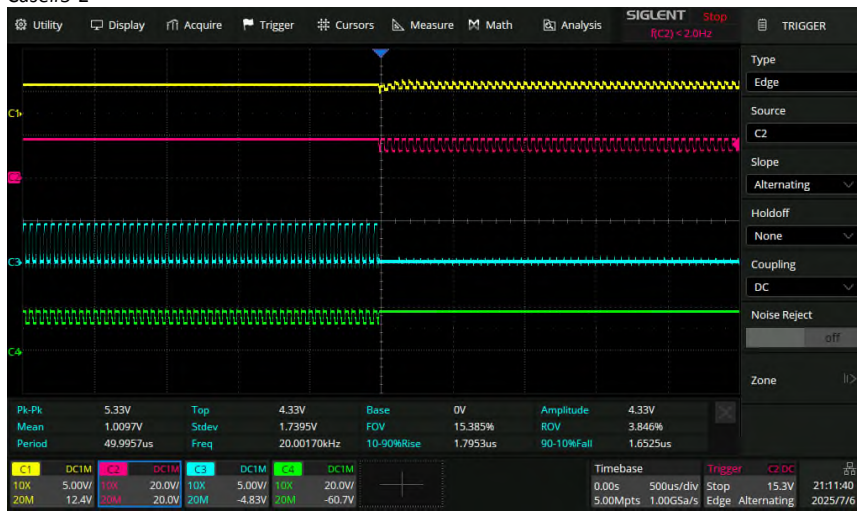 Utility Display Acquire Trigger Cursors Measure Math Analysis SIGLENT Stop TRIGGER
f(C2) < 2.0Hz
Type
Edge
Source
C2
Slope
Alternating
Holdoff
None
Coupling
DC
Noise Reject
off
Zone
C1
C2
C3
C4
Pk-Pk 5.33V Top 4.33V Base 0V Amplitude 4.33V
Mean 1.0097V Stdev 1.7395V FOV 15.385% ROV 3.846%
Period 49.9957us Freq 20.00170kHz 10-90%Rise 1.7953us 90-10%Fall 1.6525us
C1 DC1M C2 DC1M C3 DC1M C4 DC1M Timebase Trigger C2:DC
10X 5.00V/ 10X 20.0V/ 10X 5.00V/ 10X 20.0V/ 0.00s 500us/div Stop 15.3V 21:11:40
20M 12.4V 20M 20.0V 20M -4.83V 20M -60.7V 5.00Mpts 1.00GSa/s Edge Alternating 2025/7/6